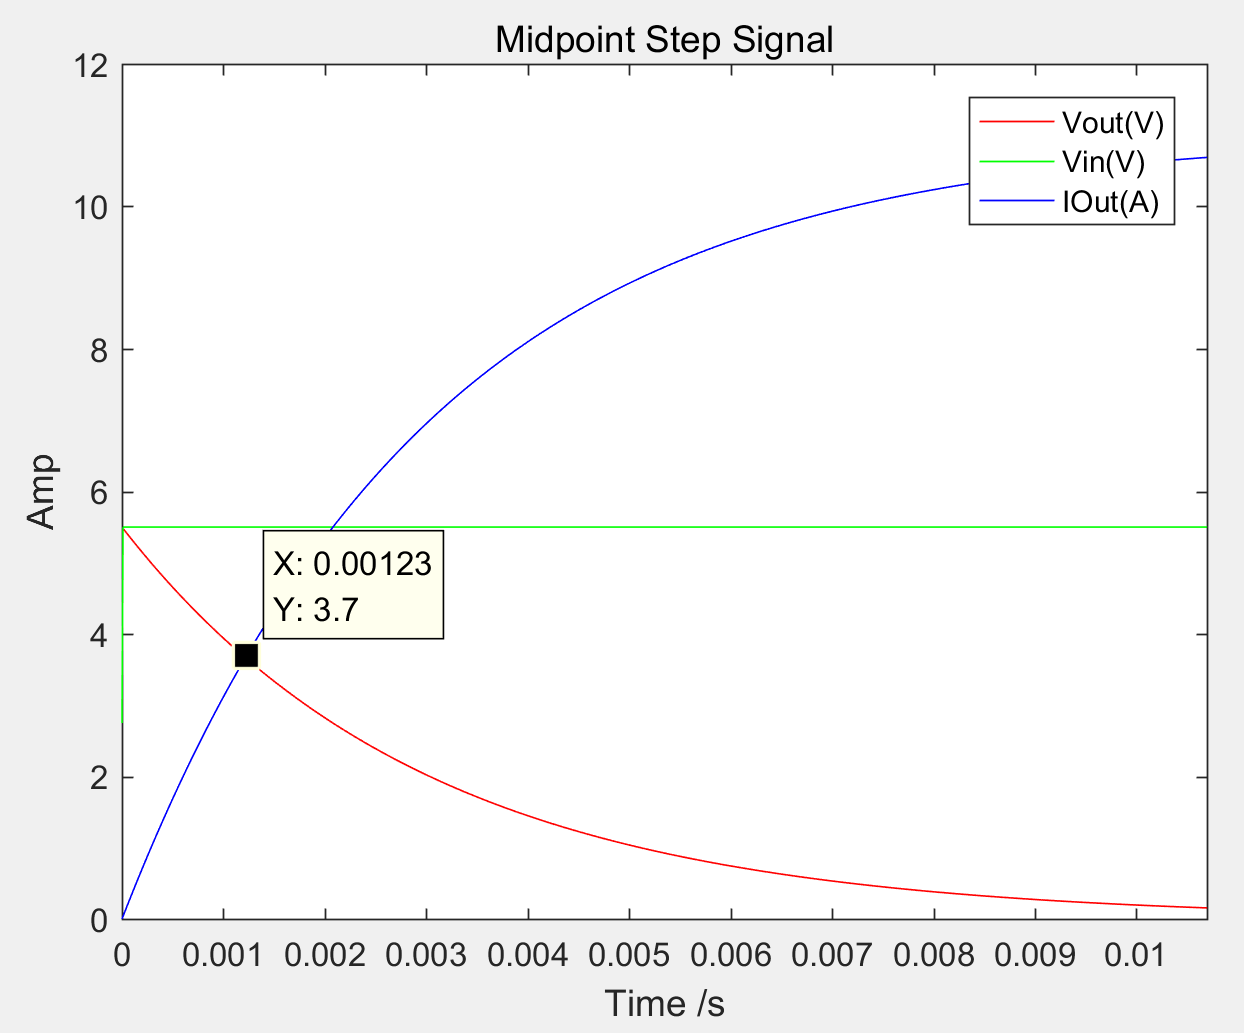 Midpoint Step Signal
12
10
8
6
4
2
0
Amp
Vout(V)
Vin(V)
IOut(A)
X: 0.00123
Y: 3.7
0 0.001 0.002 0.003 0.004 0.005 0.006 0.007 0.008 0.009 0.01
Time /s